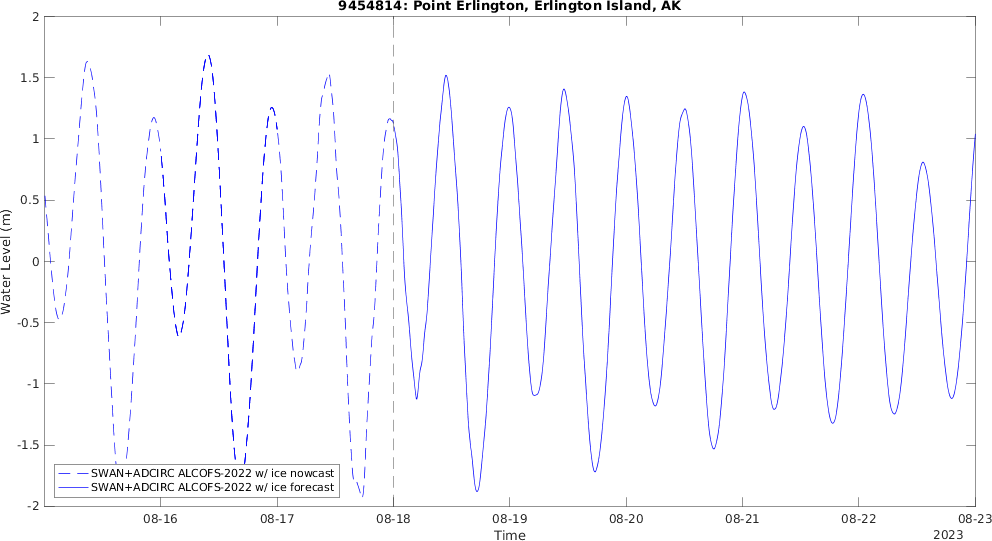 9454814: Point Erlington, Erlington Island, AK
2
1.5
1
0.5
0
-0.5
-1
-1.5
-2
Water Level (m)
SWAN+ADCIRC ALCOFS-2022 w/ ice nowcast
SWAN+ADCIRC ALCOFS-2022 w/ ice forecast
08-16 08-17 08-18 08-19 08-20 08-21 08-22 08-23
Time
2023